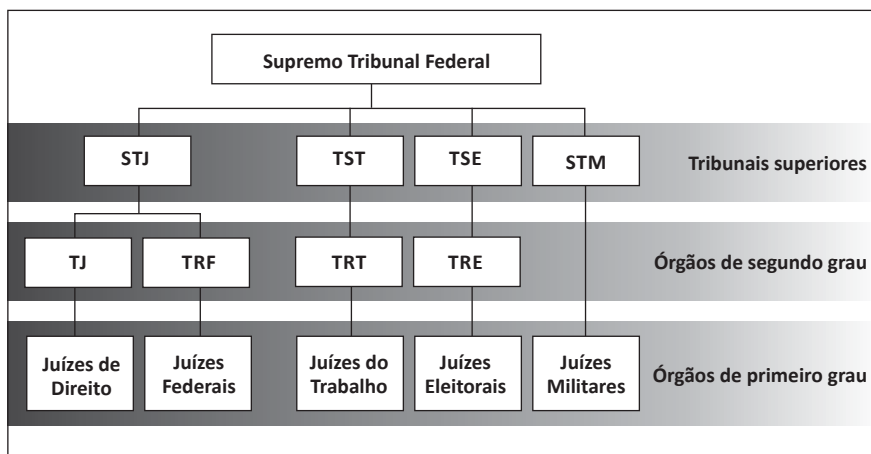 Supremo Tribunal Federal
STJ
TST
TSE
STM
Tribunais superiores
TJ
TRF
TRT
TRE
Órgãos de segundo grau
Juízes de
Direito
Juízes
Federais
Juízes do
Trabalho
Juízes
Eleitorais
Juízes
Militares
Órgãos de primeiro grau